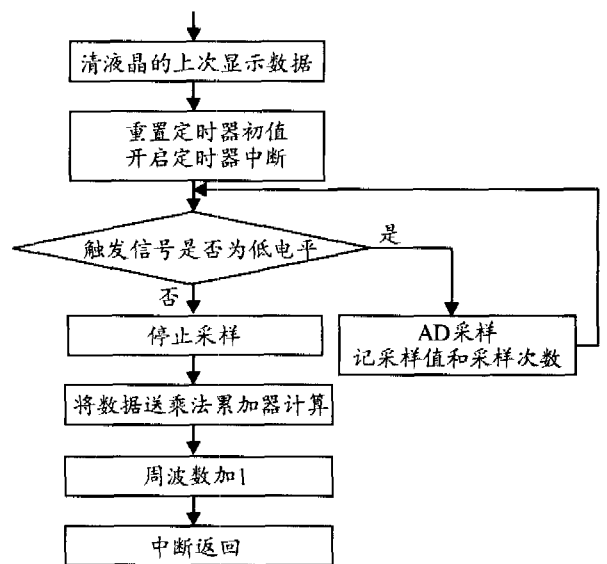 清液晶的上次显示数据
重置定时器初值
开启定时器中断
触发信号是否为低电平
是
否
停止采样
AD采样
记采样值和采样次数
将数据送乘法累加器计算
周波数加1
中断返回